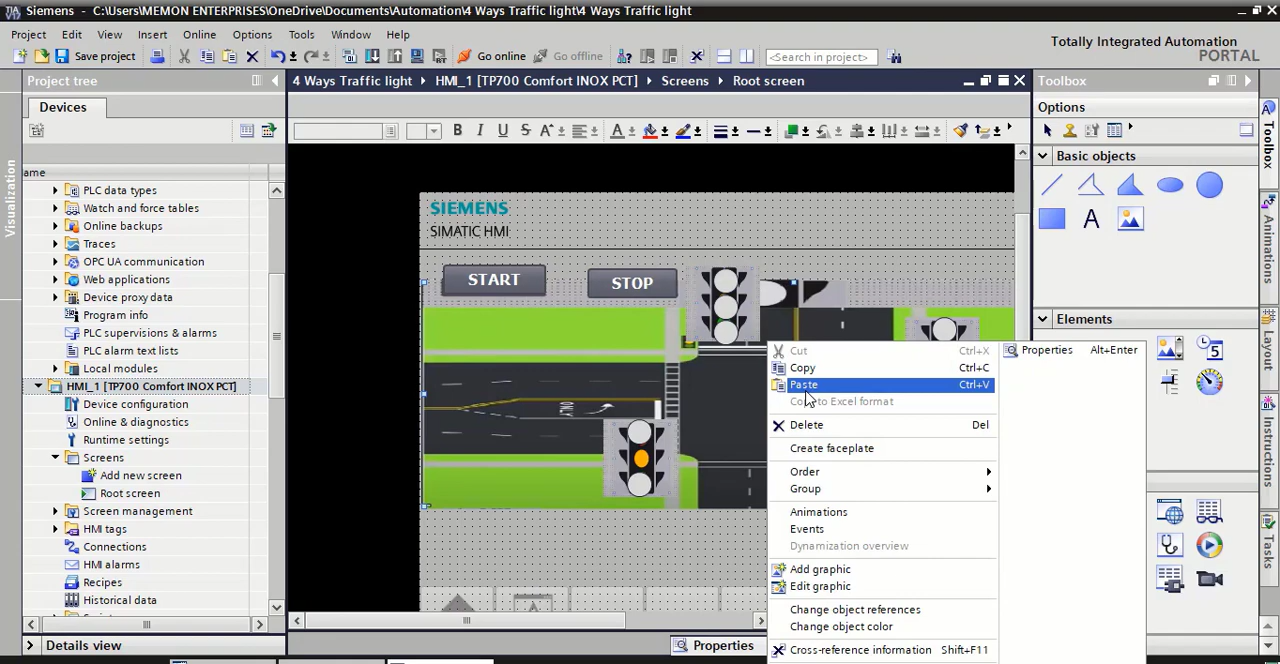 Siemens - C:\Users\MEMON ENTERPRISES\OneDrive\Documents\Automation\4 Ways Traffic light\4 Ways Traffic light
Project Edit View Insert Online Options Tools Window Help
Totally Integrated Automation
PORTAL
Save project Go online Go offline <Search in project>
Project tree
4 Ways Traffic light HMI_1 [TP700 Comfort INOX PCT] Screens Root screen
Toolbox
Devices
Options
B I U S A A
Basic objects
A
Elements
5
ame
PLC data types
Watch and force tables
Online backups
Traces
OPC UA communication
Web applications
Device proxy data
Program info
PLC supervisions & alarms
PLC alarm text lists
Local modules
HMI_1 [TP700 Comfort INOX PCT]
Device configuration
Online & diagnostics
Runtime settings
Screens
Add new screen
Root screen
Screen management
HMI tags
Connections
HMI alarms
Recipes
Historical data
Details view
Visualization
SIEMENS
SIMATIC HMI
START
STOP
ONLY
Cut Ctrl+X
Copy Ctrl+C
Paste Ctrl+V
Delete Del
Create faceplate
Order
Group
Animations
Events
Dynamization overview
Add graphic
Edit graphic
Change object references
Change object color
Cross-reference information Shift+F11
Properties Alt+Enter
Properties
Toolbox
Animations
Layout
Instructions
Tasks